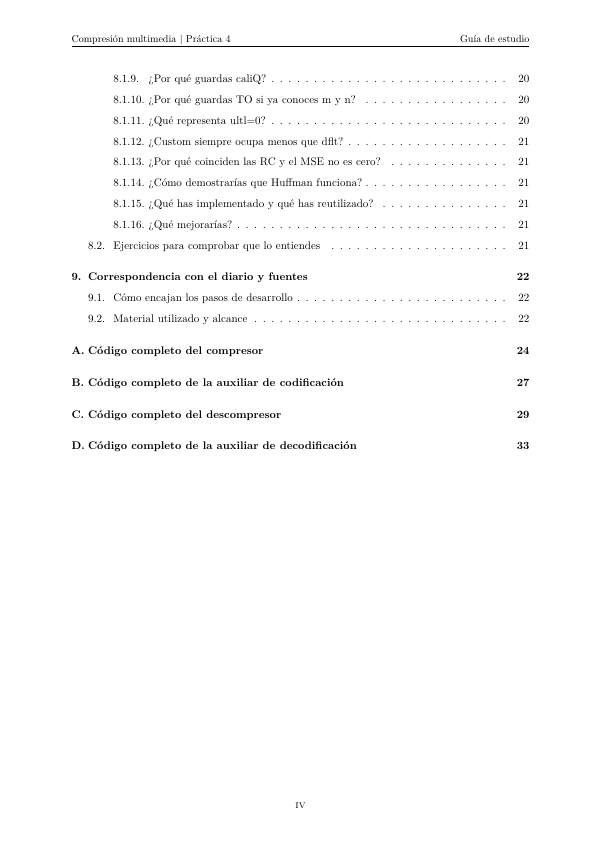 Compresión multimedia | Práctica 4 Guía de estudio
8.1.9. ¿Por qué guardas caliQ? . . . . . . . . . . . . . . . . . . . . . . . . . . . . 20
8.1.10. ¿Por qué guardas TO si ya conoces m y n? . . . . . . . . . . . . . . . . . 20
8.1.11. ¿Qué representa ultl=0? . . . . . . . . . . . . . . . . . . . . . . . . . . . . 20
8.1.12. ¿Custom siempre ocupa menos que dflt? . . . . . . . . . . . . . . . . . . . 21
8.1.13. ¿Por qué coinciden las RC y el MSE no es cero? . . . . . . . . . . . . . . 21
8.1.14. ¿Cómo demostrarías que Huffman funciona? . . . . . . . . . . . . . . . . . 21
8.1.15. ¿Qué has implementado y qué has reutilizado? . . . . . . . . . . . . . . . 21
8.1.16. ¿Qué mejorarías? . . . . . . . . . . . . . . . . . . . . . . . . . . . . . . . . 21
8.2. Ejercicios para comprobar que lo entiendes . . . . . . . . . . . . . . . . . . . . . 21
9. Correspondencia con el diario y fuentes 22
9.1. Cómo encajan los pasos de desarrollo . . . . . . . . . . . . . . . . . . . . . . . . . 22
9.2. Material utilizado y alcance . . . . . . . . . . . . . . . . . . . . . . . . . . . . . . 22
A. Código completo del compresor 24
B. Código completo de la auxiliar de codificación 27
C. Código completo del descompresor 29
D. Código completo de la auxiliar de decodificación 33
IV